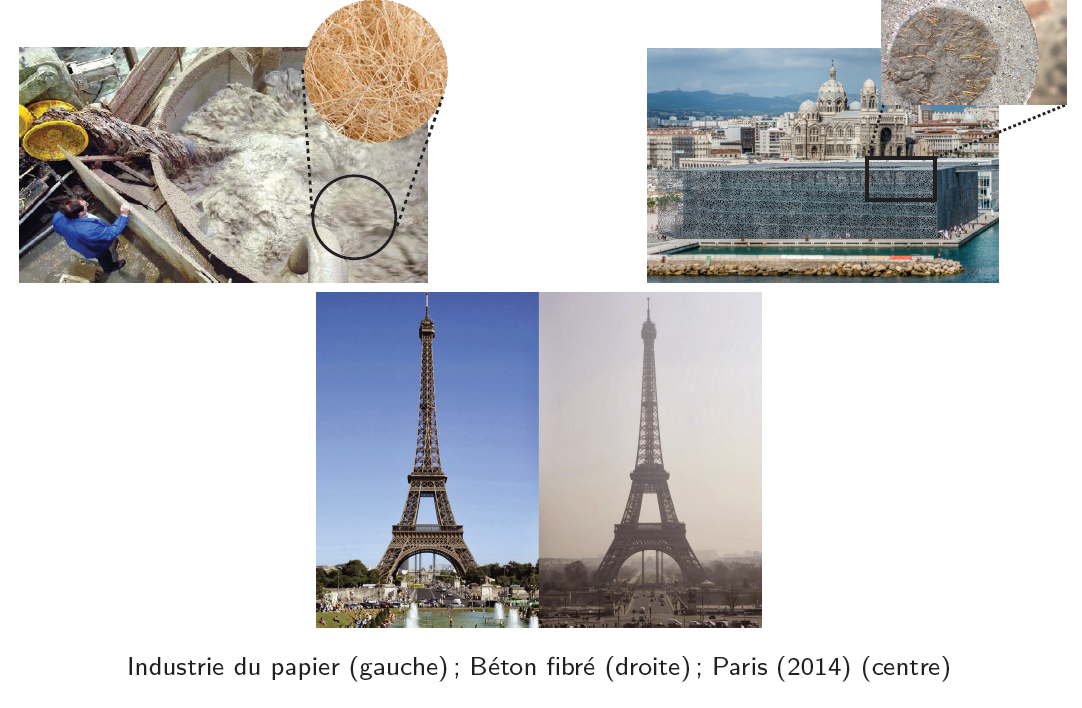 Industrie du papier (gauche) ; Béton fibré (droite) ; Paris (2014) (centre)